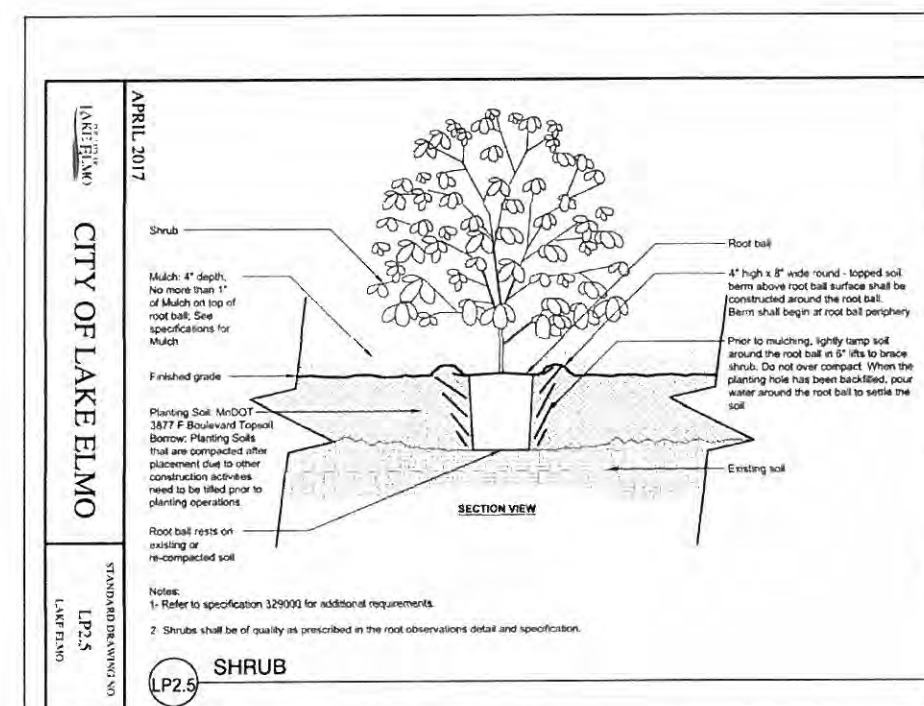 APRIL 2017
THE CITY OF
LAKE ELMO
CITY OF LAKE ELMO
STANDARD DRAWING NO
LP2.5
LAKE ELMO
Shrub
Mulch: 4" depth,
No more than 1"
of Mulch on top of
root ball; See
specifications for
Mulch
Finished grade
Planting Soil: MnDOT
3877 F Boulevard Topsoil
Borrow: Planting Soils
that are compacted after
placement due to other
construction activities
need to be tilled prior to
planting operations
Root ball rests on
existing or
re-compacted soil
Root ball
4" high x 8" wide round - topped soil
berm above root ball surface shall be
constructed around the root ball.
Berm shall begin at root ball periphery
Prior to mulching, lightly tamp soil
around the root ball in 6" lifts to brace
shrub. Do not over compact. When the
planting hole has been backfilled, pour
water around the root ball to settle the
soil
Existing soil
SECTION VIEW
Notes:
1- Refer to specification 329000 for additional requirements.
2 Shrubs shall be of quality as prescribed in the root observations detail and specification.
LP2.5
SHRUB